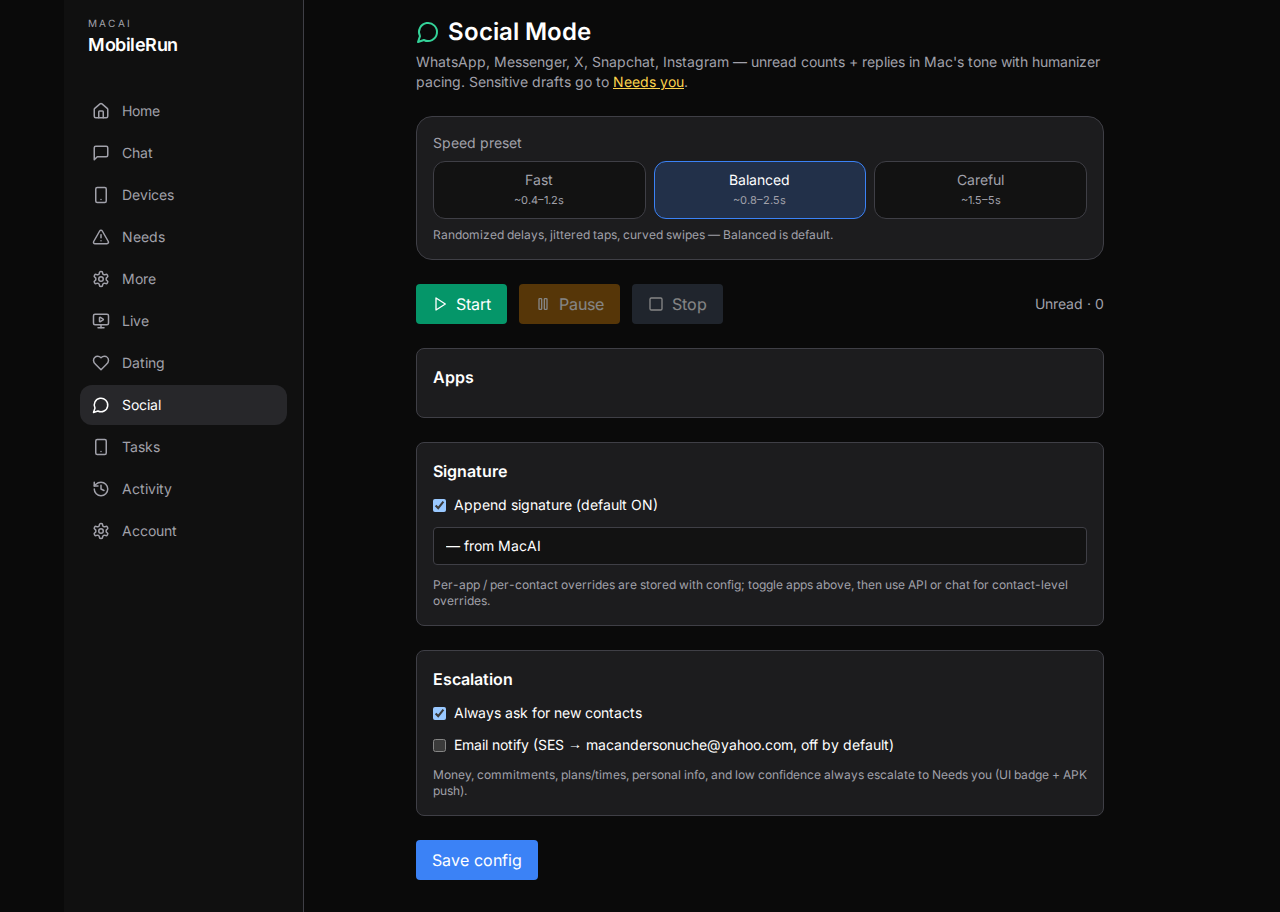 MACAI
MobileRun
Home
Chat
Devices
Needs
More
Live
Dating
Social
Tasks
Activity
Account
Social Mode
WhatsApp, Messenger, X, Snapchat, Instagram — unread counts + replies in Mac's tone with humanizer
pacing. Sensitive drafts go to Needs you.
Speed preset
Fast
~0.4–1.2s
Balanced
~0.8–2.5s
Careful
~1.5–5s
Randomized delays, jittered taps, curved swipes — Balanced is default.
Start
Pause
Stop
Unread · 0
Apps
Signature
Append signature (default ON)
— from MacAI
Per-app / per-contact overrides are stored with config; toggle apps above, then use API or chat for contact-level
overrides.
Escalation
Always ask for new contacts
Email notify (SES → macandersonuche@yahoo.com, off by default)
Money, commitments, plans/times, personal info, and low confidence always escalate to Needs you (UI badge + APK
push).
Save config